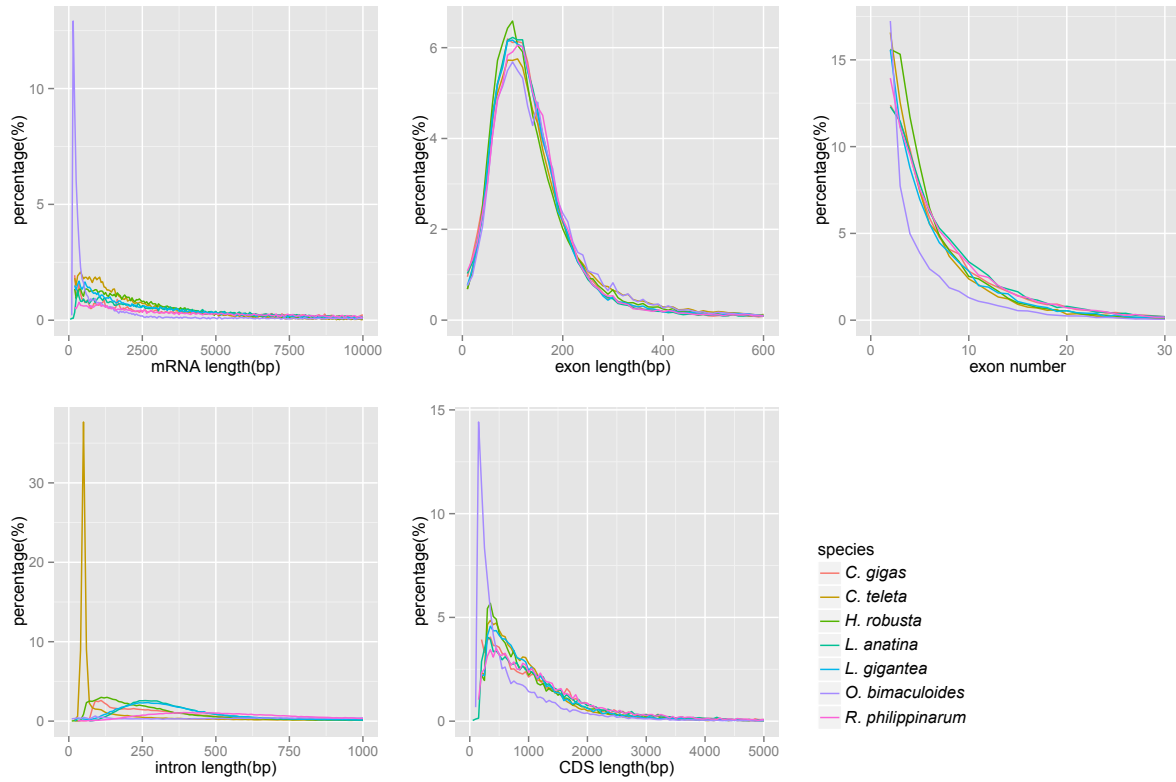 percentage(%)
10
5
0
0 2500 5000 7500 10000
mRNA length(bp)
percentage(%)
6
4
2
0
0 200 400 600
exon length(bp)
percentage(%)
15
10
5
0
0 10 20 30
exon number
percentage(%)
30
20
10
0
0 250 500 750 1000
intron length(bp)
percentage(%)
15
10
5
0
0 1000 2000 3000 4000 5000
CDS length(bp)
species
C. gigas
C. teleta
H. robusta
L. anatina
L. gigantea
O. bimaculoides
R. philippinarum